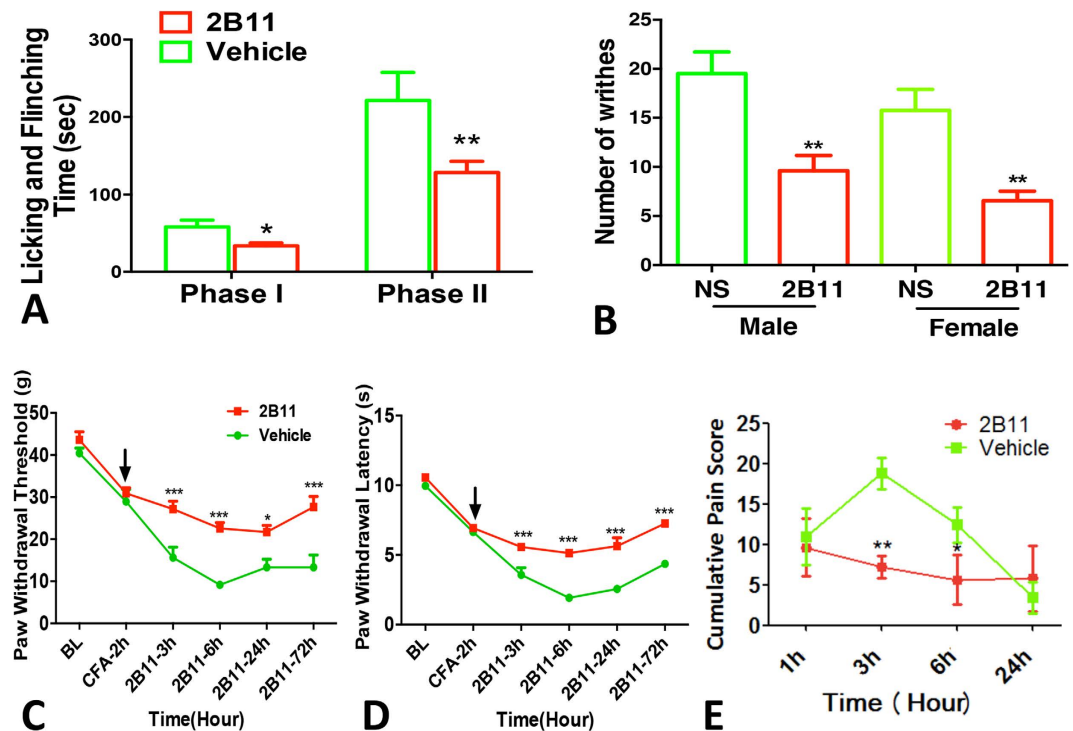 2B11
Vehicle
Licking and Flinching
Time (sec)
300
200
100
0
*
**
Phase I
Phase II
A
Number of writhes
25
20
15
10
5
0
**
**
NS
2B11
NS
2B11
Male
Female
B
Paw Withdrawal Threshold (g)
50
40
30
20
10
0
2B11
Vehicle
***
***
*
***
BL
CFA-2h
2B11-3h
2B11-6h
2B11-24h
2B11-72h
Time(Hour)
C
Paw Withdrawal Latency (s)
15
10
5
0
***
***
***
***
BL
CFA-2h
2B11-3h
2B11-6h
2B11-24h
2B11-72h
Time(Hour)
D
Cumulative Pain Score
25
20
15
10
5
0
2B11
Vehicle
**
*
1h
3h
6h
24h
Time ( Hour)
E